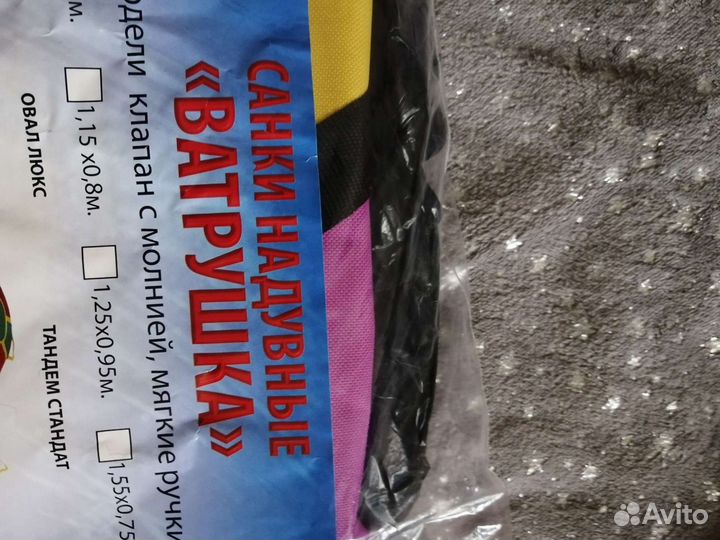 САНКИ НАДУВНЫЕ
«ВАТРУШКА»
одели клапан с молнией, мягкие ручки
м. 1,15 х0,8м. 1,25х0,95м. 1,55х0,75
ОВАЛ ЛЮКС
ТАНДЕМ СТАНДАТ
Avito